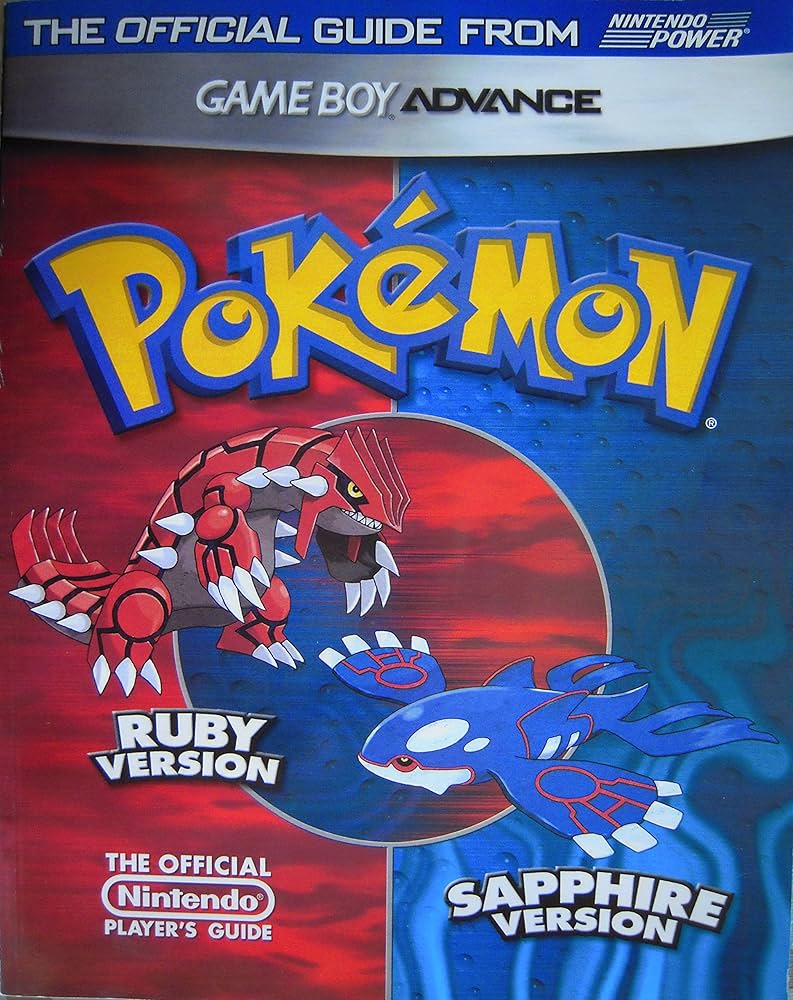 THE OFFICIAL GUIDE FROM NINTENDO POWER®
GAME BOY® ADVANCE
POKéMON®
RUBY
VERSION
THE OFFICIAL
Nintendo®
PLAYER'S GUIDE
SAPPHIRE
VERSION